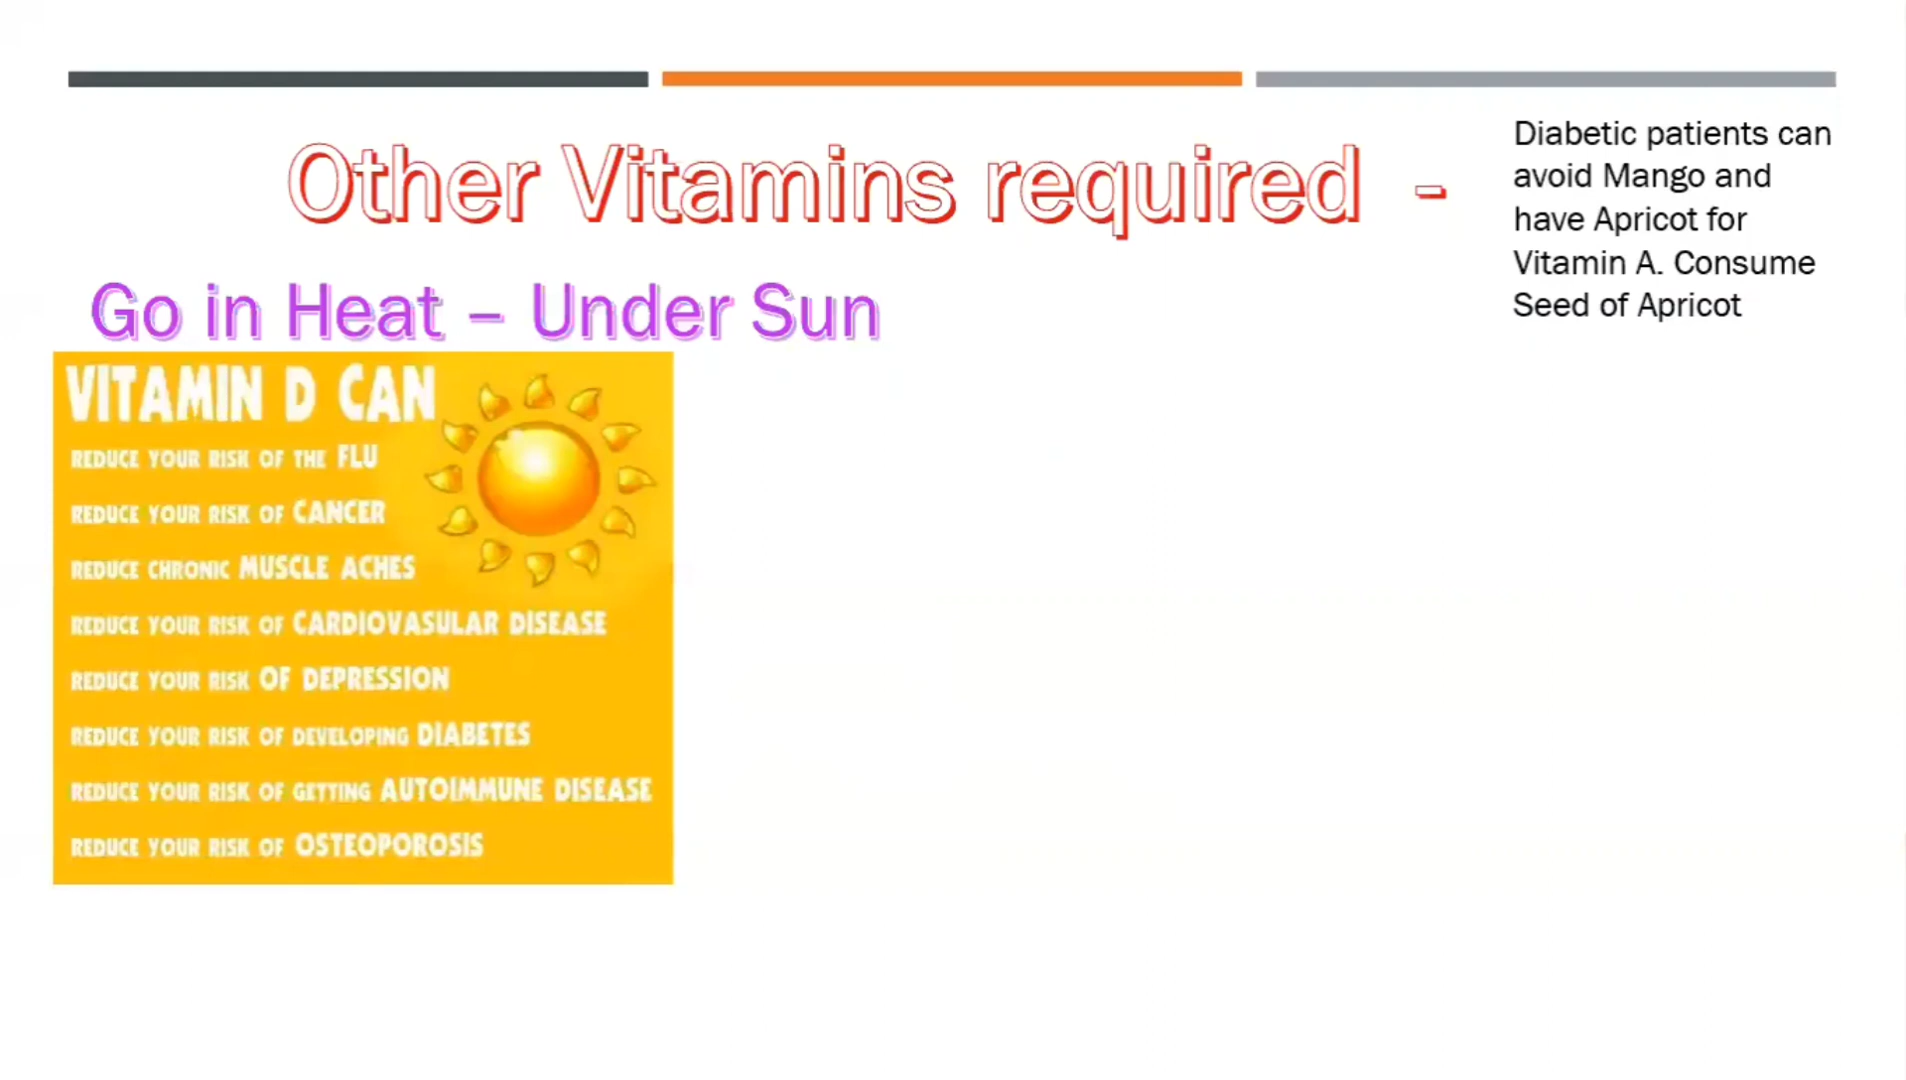 Other Vitamins required -
Diabetic patients can
avoid Mango and
have Apricot for
Vitamin A. Consume
Seed of Apricot
Go in Heat – Under Sun
VITAMIN D CAN
REDUCE YOUR RISK OF THE FLU
REDUCE YOUR RISK OF CANCER
REDUCE CHRONIC MUSCLE ACHES
REDUCE YOUR RISK OF CARDIOVASULAR DISEASE
REDUCE YOUR RISK OF DEPRESSION
REDUCE YOUR RISK OF DEVELOPING DIABETES
REDUCE YOUR RISK OF GETTING AUTOIMMUNE DISEASE
REDUCE YOUR RISK OF OSTEOPOROSIS